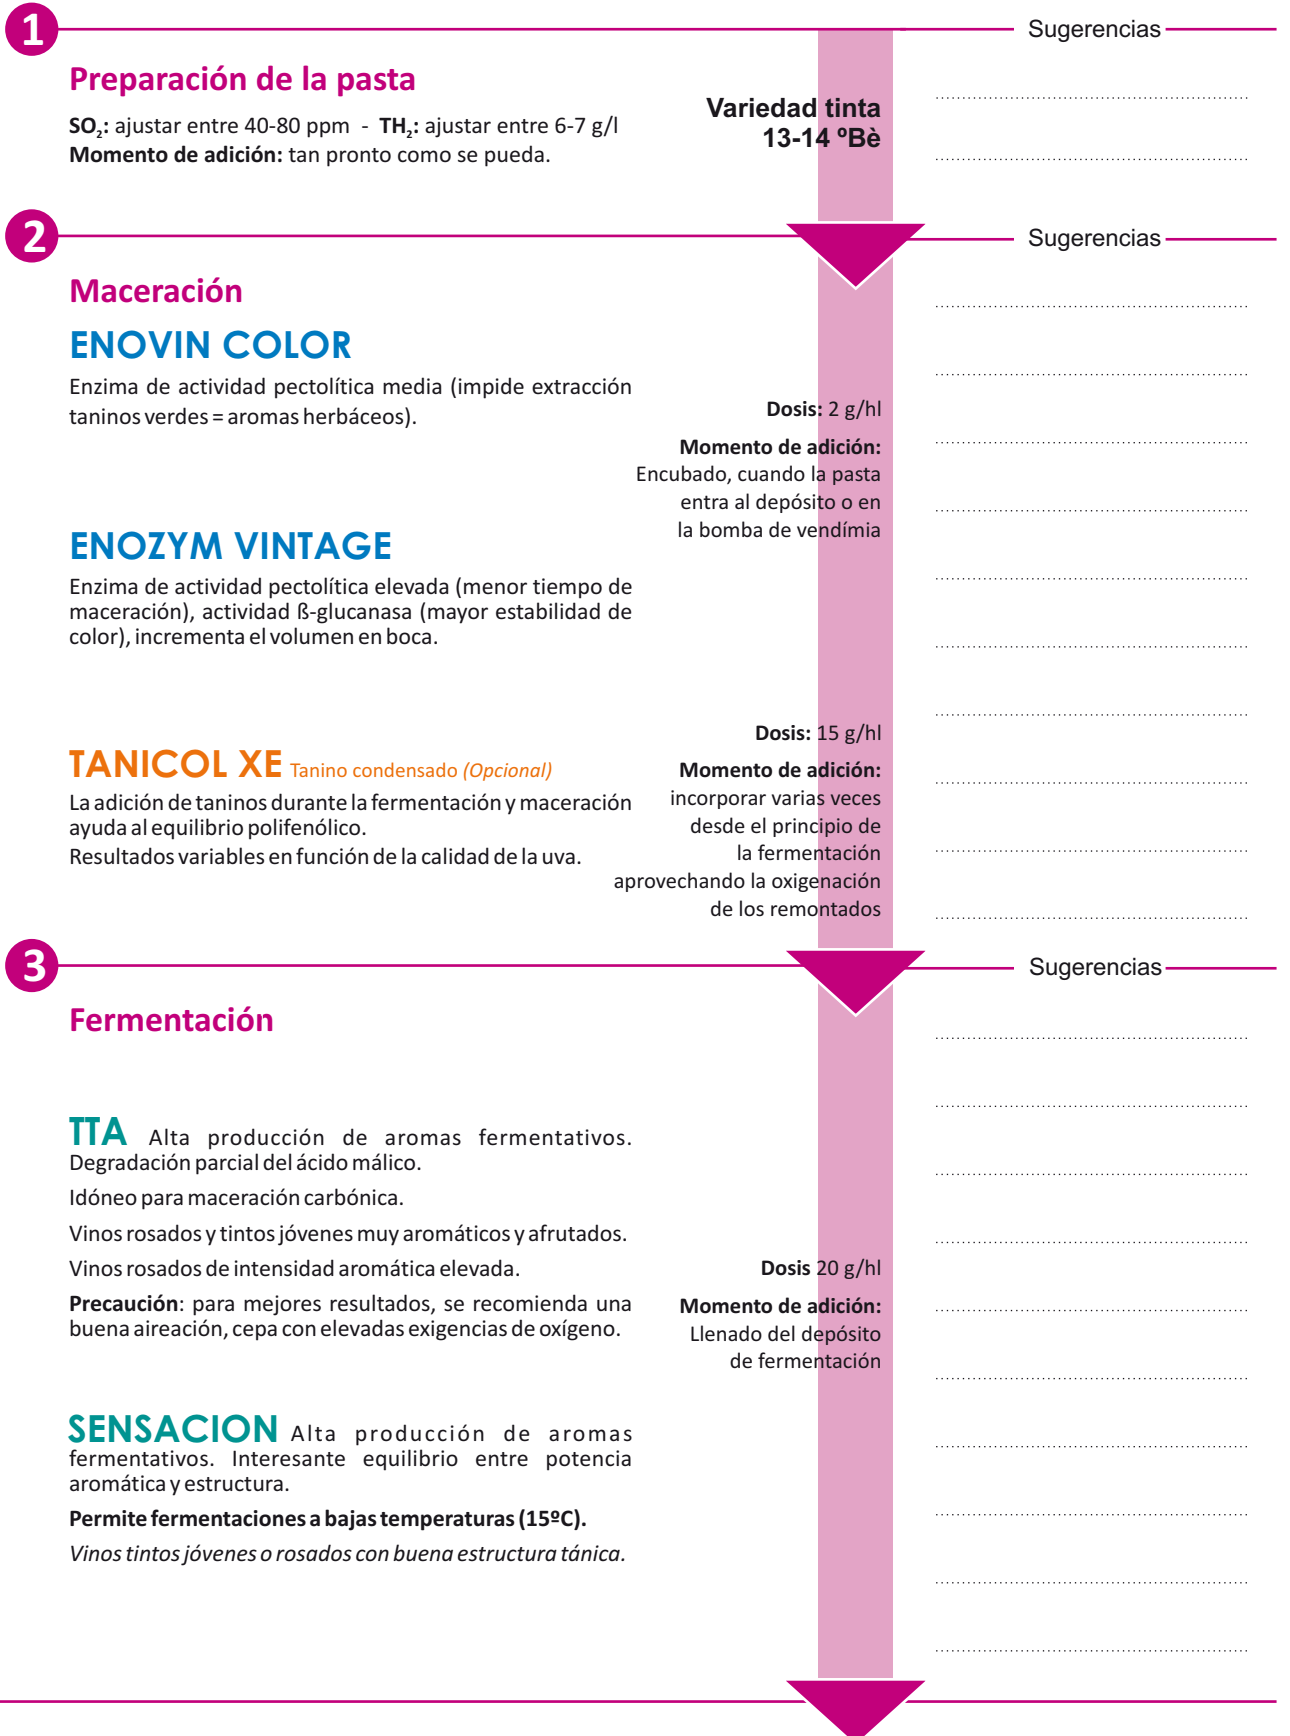 1
Sugerencias
Preparación de la pasta
SO2: ajustar entre 40-80 ppm - TH2: ajustar entre 6-7 g/l
Momento de adición: tan pronto como se pueda.
Variedad tinta
13-14 ºBè
2
Sugerencias
Maceración
ENOVIN COLOR
Enzima de actividad pectolítica media (impide extracción
taninos verdes = aromas herbáceos).
Dosis: 2 g/hl
Momento de adición:
Encubado, cuando la pasta
entra al depósito o en
la bomba de vendímia
ENOZYM VINTAGE
Enzima de actividad pectolítica elevada (menor tiempo de
maceración), actividad ß-glucanasa (mayor estabilidad de
color), incrementa el volumen en boca.
TANICOL XE Tanino condensado (Opcional)
La adición de taninos durante la fermentación y maceración
ayuda al equilibrio polifenólico.
Resultados variables en función de la calidad de la uva.
Dosis: 15 g/hl
Momento de adición:
incorporar varias veces
desde el principio de
la fermentación
aprovechando la oxigenación
de los remontados
3
Sugerencias
Fermentación
TTA Alta producción de aromas fermentativos.
Degradación parcial del ácido málico.
Idóneo para maceración carbónica.
Vinos rosados y tintos jóvenes muy aromáticos y afrutados.
Vinos rosados de intensidad aromática elevada.
Precaución: para mejores resultados, se recomienda una
buena aireación, cepa con elevadas exigencias de oxígeno.
Dosis 20 g/hl
Momento de adición:
Llenado del depósito
de fermentación
SENSACION Alta producción de aromas
fermentativos. Interesante equilibrio entre potencia
aromática y estructura.
Permite fermentaciones a bajas temperaturas (15ºC).
Vinos tintos jóvenes o rosados con buena estructura tánica.